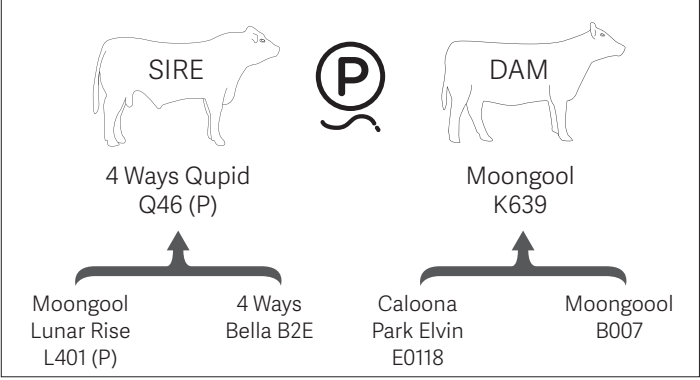 SIRE
P
DAM
4 Ways Qupid
Q46 (P)
Moongool
K639
Moongool
Lunar Rise
L401 (P)
4 Ways
Bella B2E
Caloona
Park Elvin
E0118
Moongoool
B007